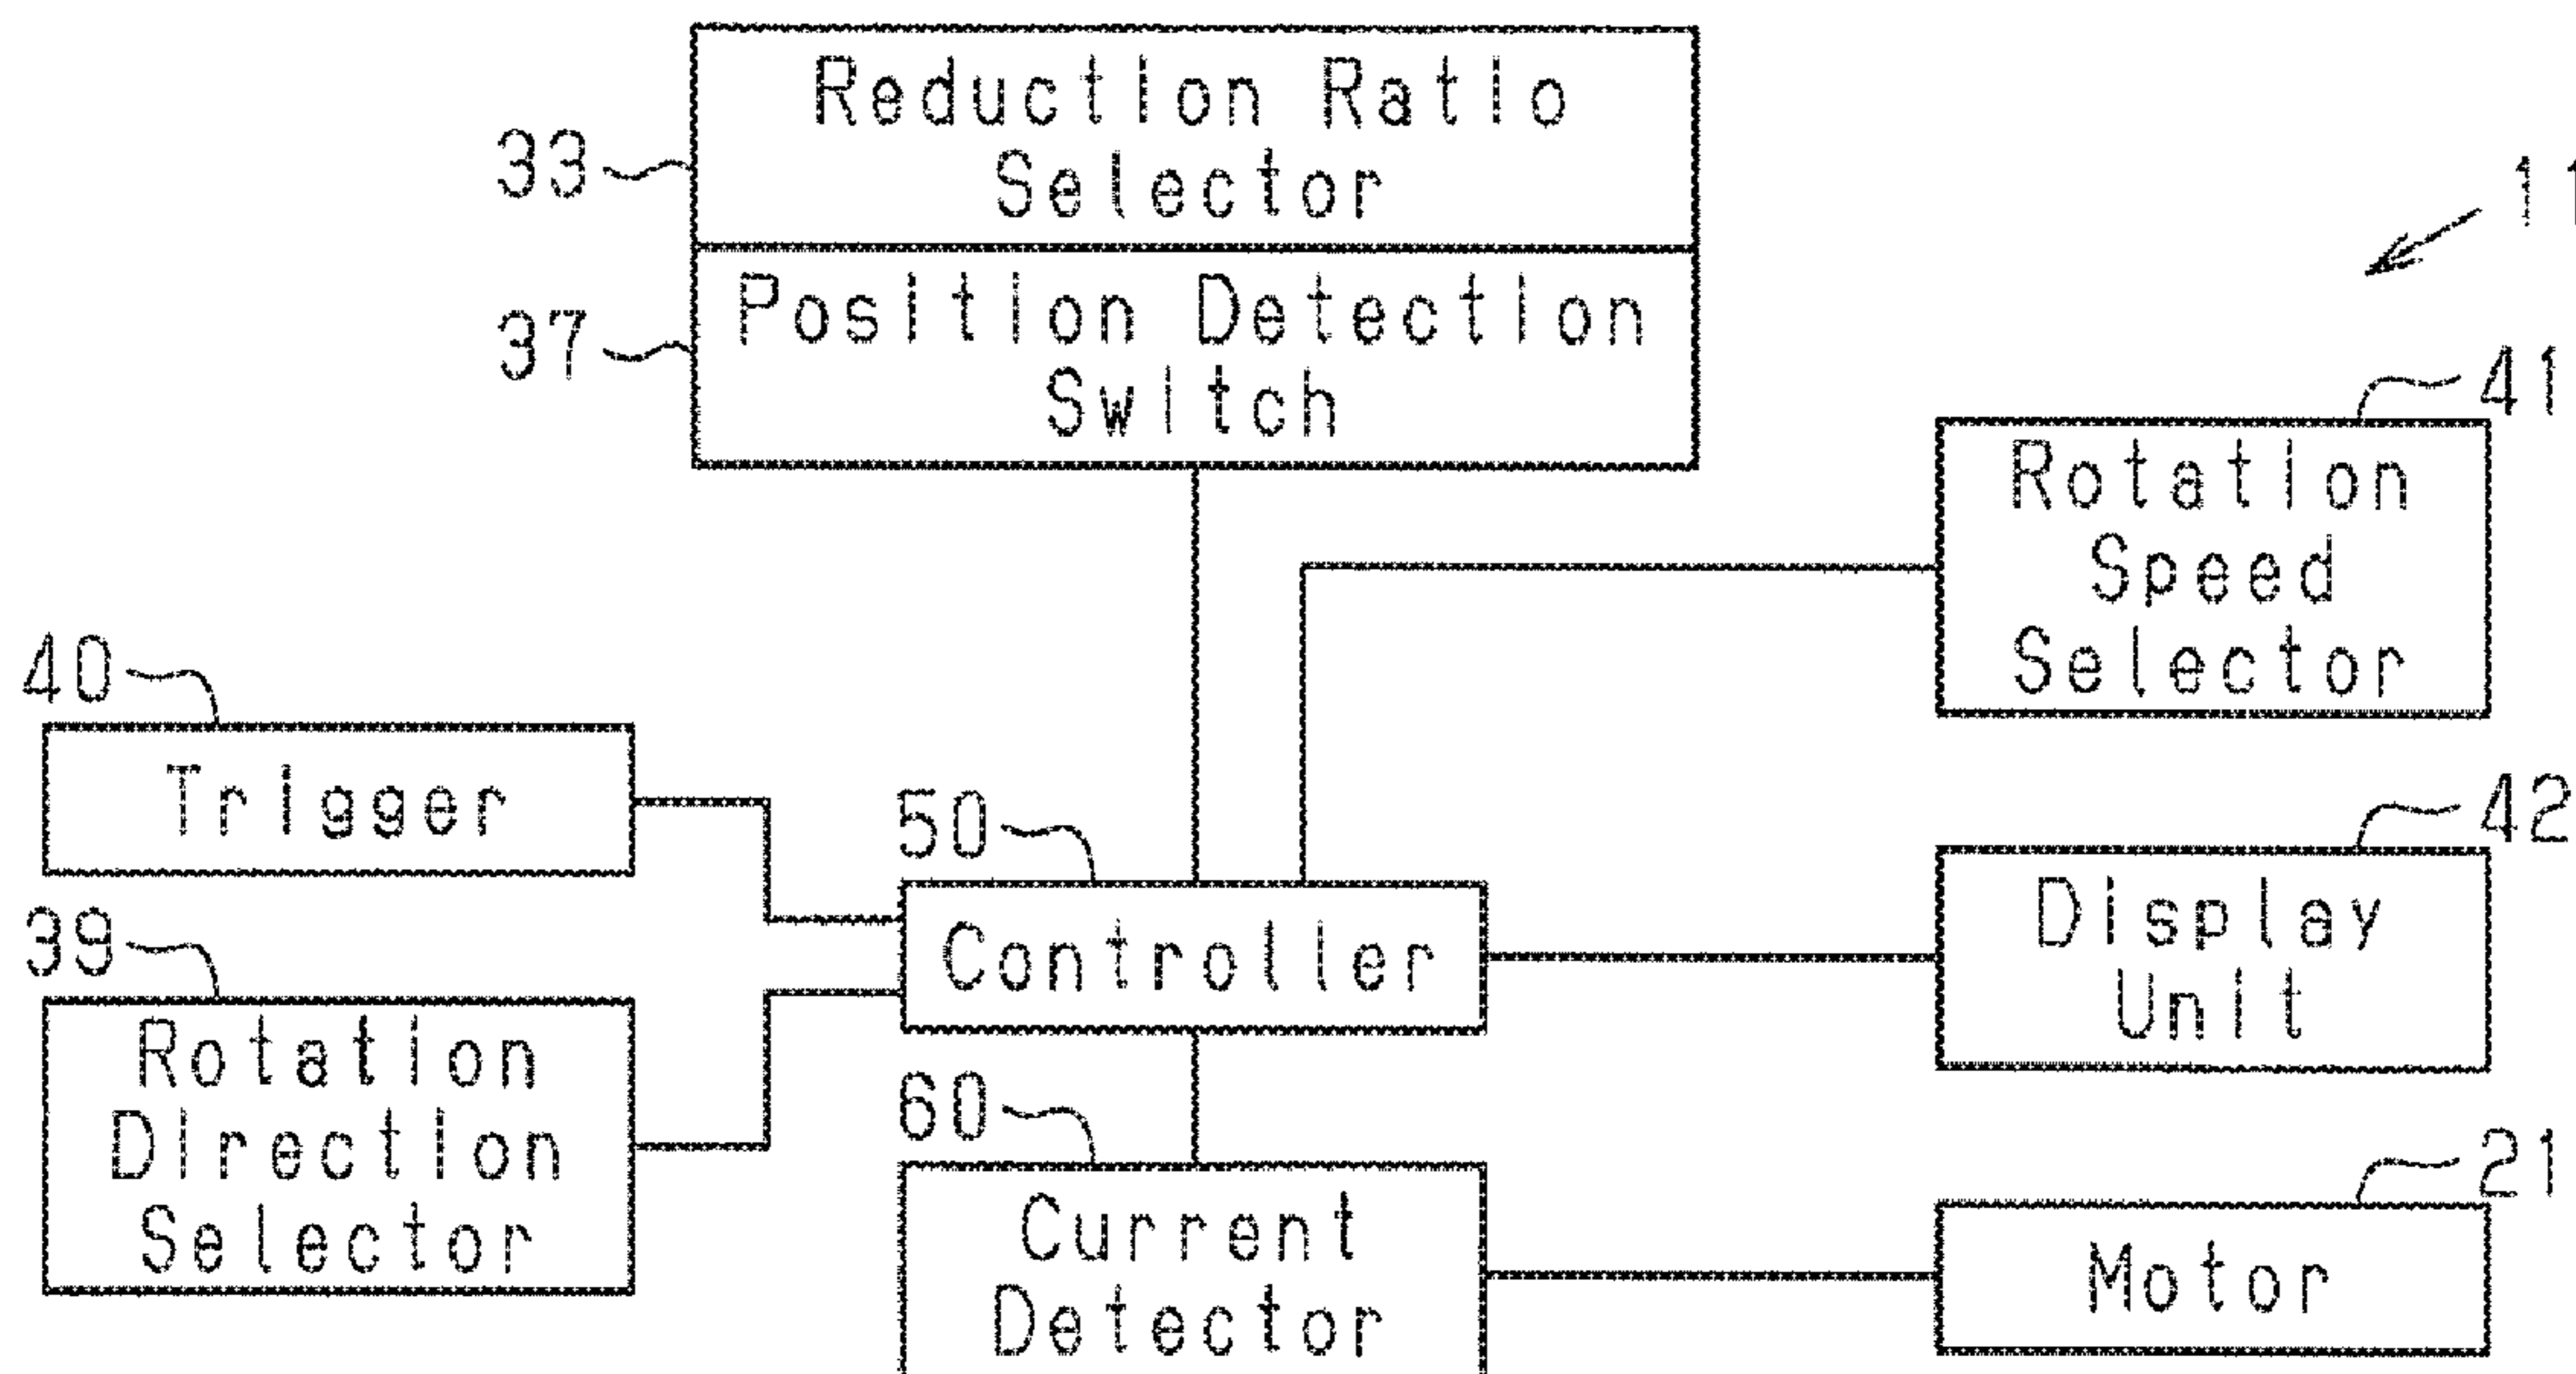 Reduction Ratio
Selector
33
11
Position Detection
Switch
37
41
Rotation
Speed
Selector
40
Trigger
50
Controller
42
Display
Unit
39
Rotation
Direction
Selector
60
Current
Detector
21
Motor